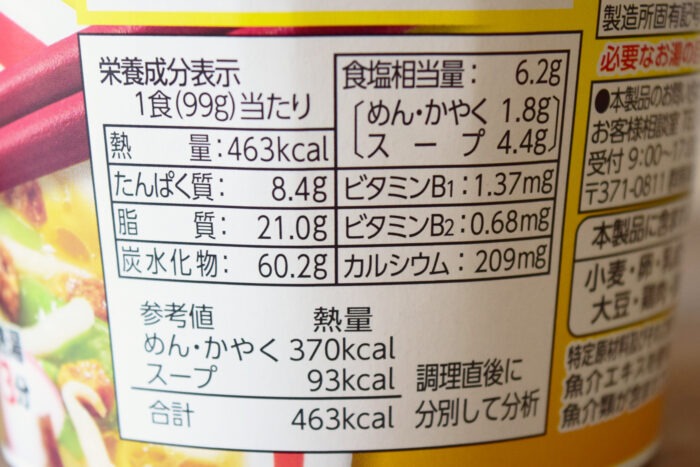 栄養成分表示
1食(99g)当たり
熱量:463kcal
たんぱく質:8.4g
脂質:21.0g
炭水化物:60.2g
食塩相当量:6.2g
めん・かやく 1.8g
スープ 4.4g
ビタミンB1:1.37mg
ビタミンB2:0.68mg
カルシウム:209mg
参考値 熱量
めん・かやく 370kcal
スープ 93kcal
合計 463kcal
調理直後に
分別して分析
製造所固有記
必要なお湯の
●本製品のお問
お客様相談室
受付 9:00〜17
〒371-0811
本製品に含ま
小麦・卵・乳
大豆・鶏肉
特定原材料及び
魚介エキス
魚介類が含